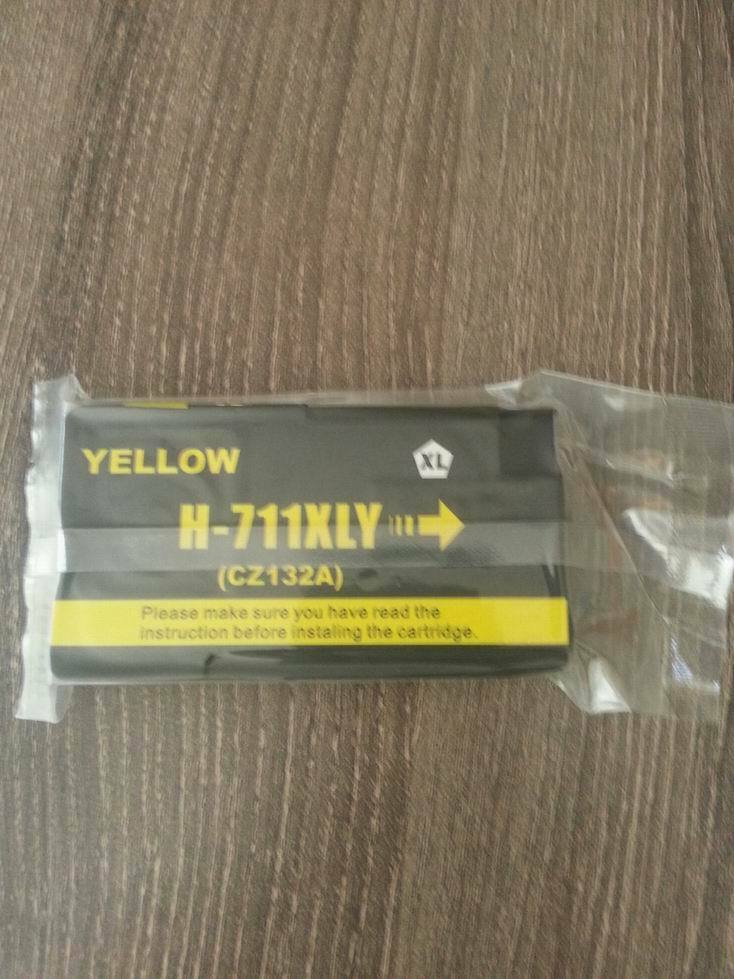 YELLOW
XL
H-711XLY
(CZ132A)
Please make sure you have read the
instruction before instaling the cartridge.